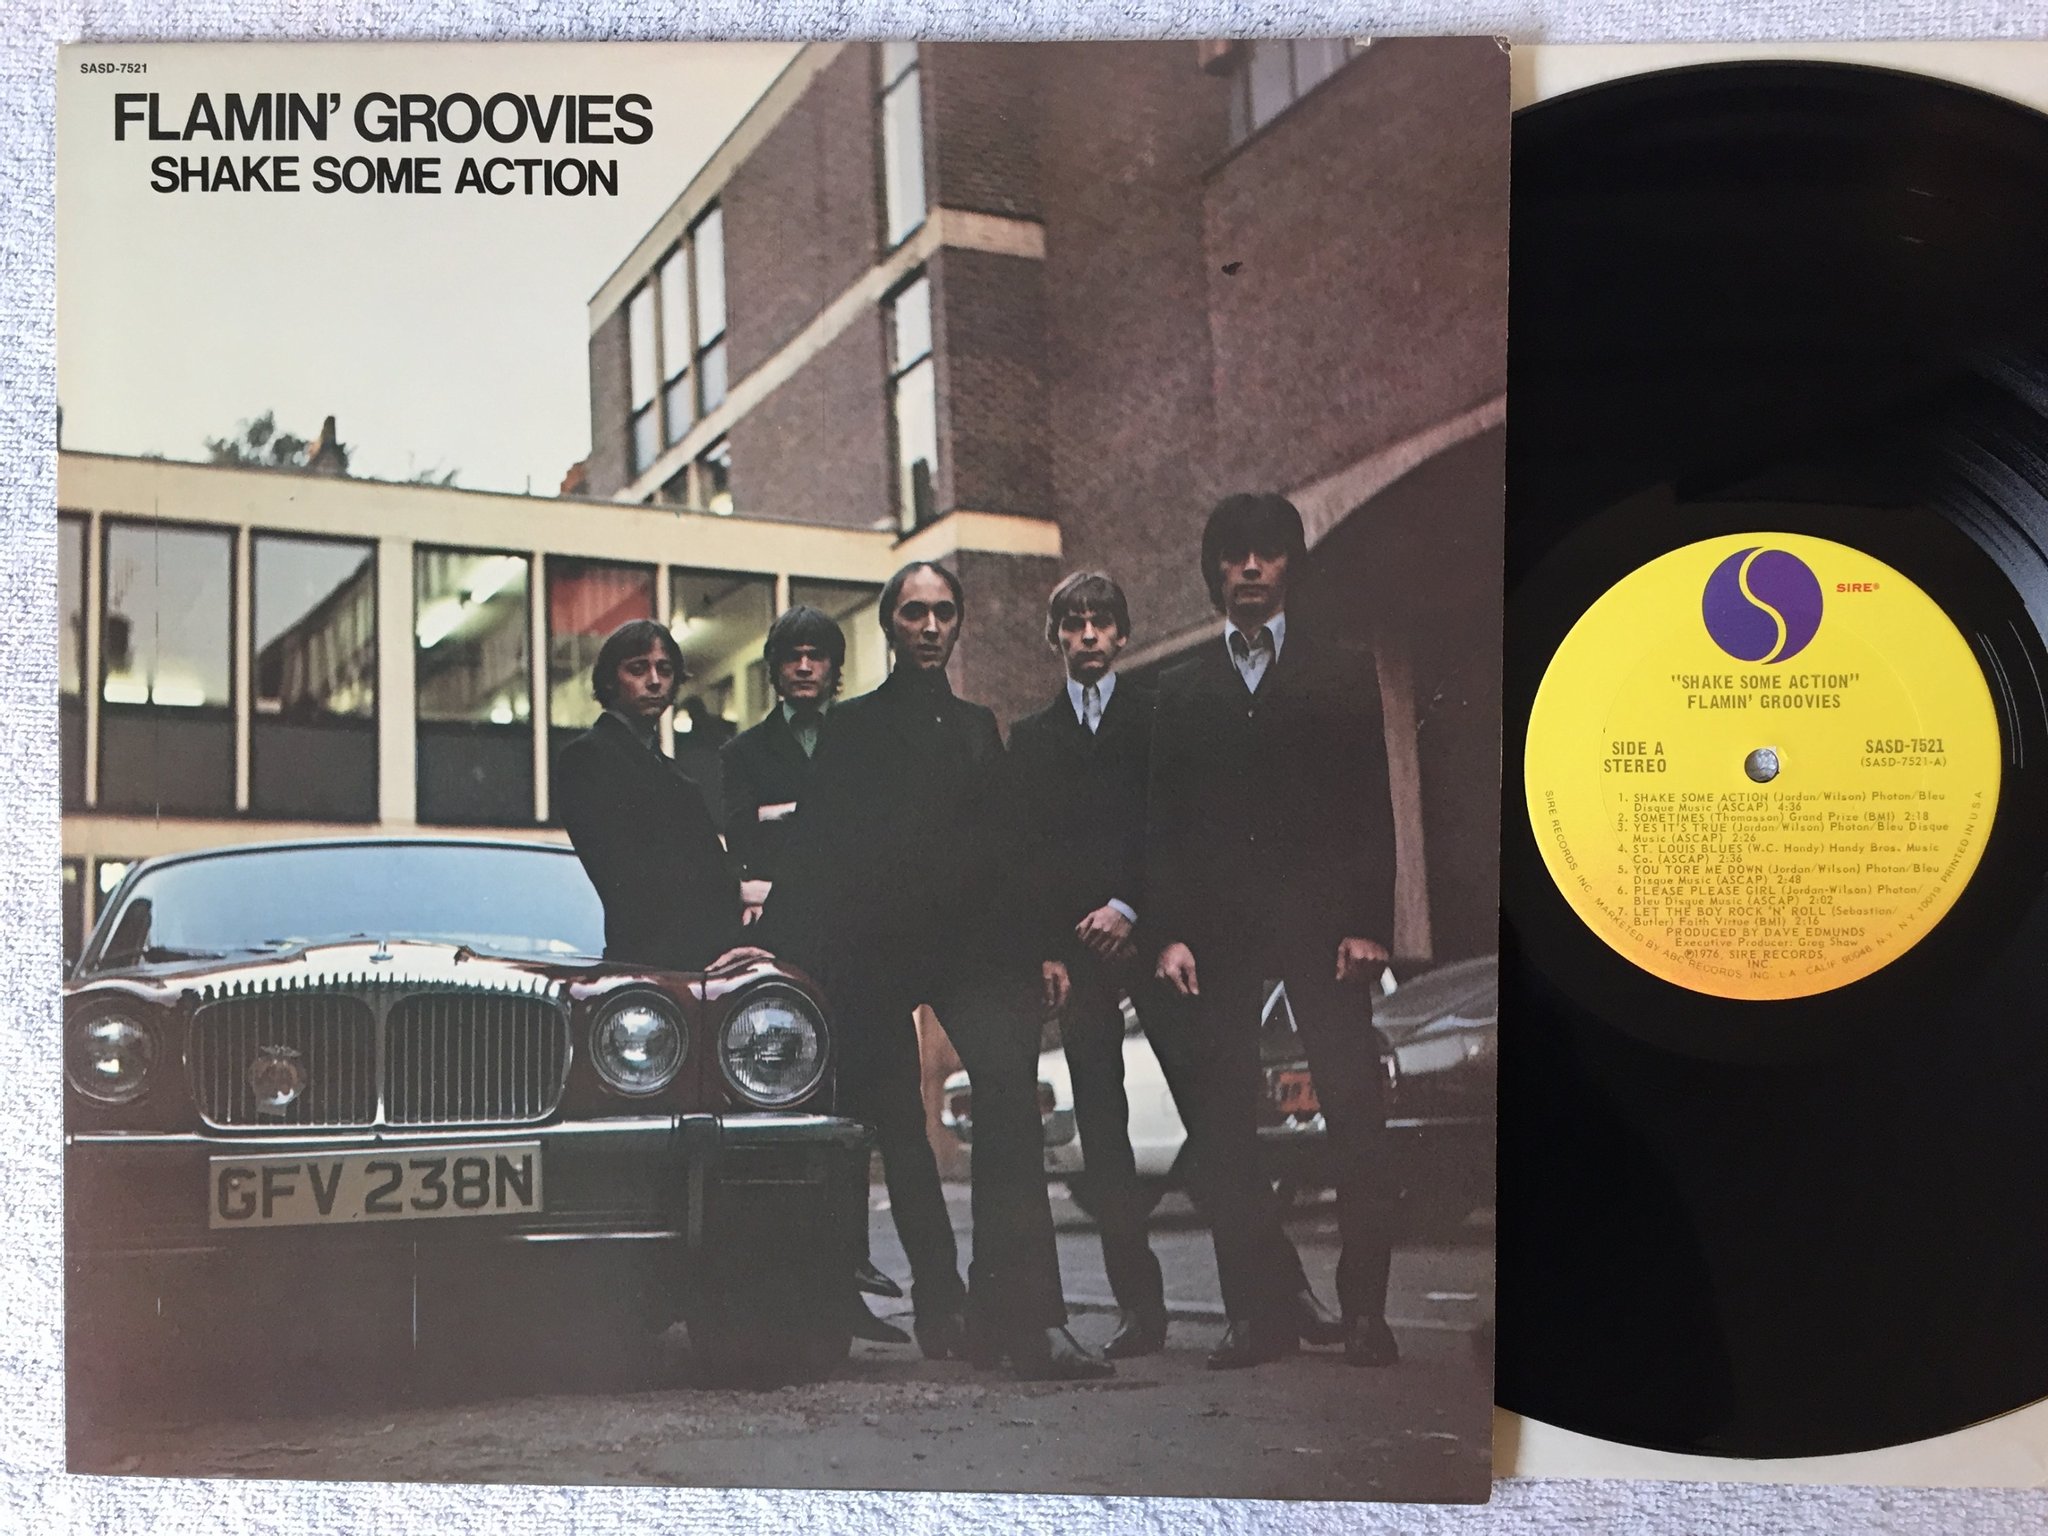 SASD-7521
FLAMIN' GROOVIES
SHAKE SOME ACTION
GFV 238N
SIRE®
"SHAKE SOME ACTION"
FLAMIN' GROOVIES
SIDE A
STEREO
SASD-7521
(SASD-7521-A)
1. SHAKE SOME ACTION (Jordan/Wilson) Photon/Bleu
Disque Music (ASCAP) 4:36
2. SOMETIMES (Thomasson) Grand Prize (BMI) 2:18
3. YES IT'S TRUE (Jordan/Wilson) Photon/Bleu Disque
Music (ASCAP) 2:26
4. ST. LOUIS BLUES (W.C. Handy) Handy Bros. Music
Co. (ASCAP) 2:36
5. YOU TORE ME DOWN (Jordan/Wilson) Photon/Bleu
Disque Music (ASCAP) 2:48
6. PLEASE PLEASE GIRL (Jordan-Wilson) Photon/
Bleu Disque Music (ASCAP) 2:02
7. LET THE BOY ROCK 'N' ROLL (Sebastian/
Butler) Faith Virtue (BMI) 2:16
PRODUCED BY DAVE EDMUNDS
Executive Producer: Greg Shaw
℗1976, SIRE RECORDS,
INC.
SIRE RECORDS INC. MARKETED BY ABC RECORDS INC. L.A. CALIF. 90048 N.Y. N.Y. 10019 PRINTED IN U S A